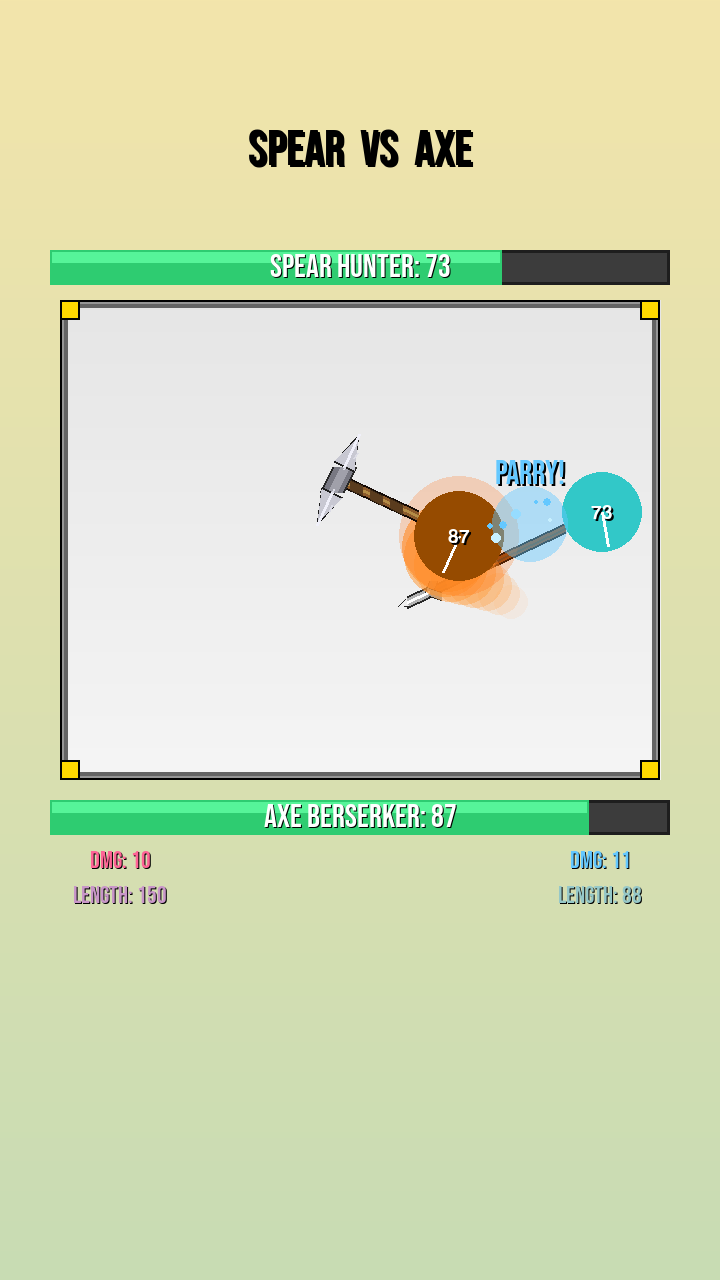 SPEAR VS AXE
SPEAR HUNTER: 73
PARRY!
73
87
AXE BERSERKER: 87
DMG: 10
DMG: 11
LENGTH: 150
LENGTH: 88